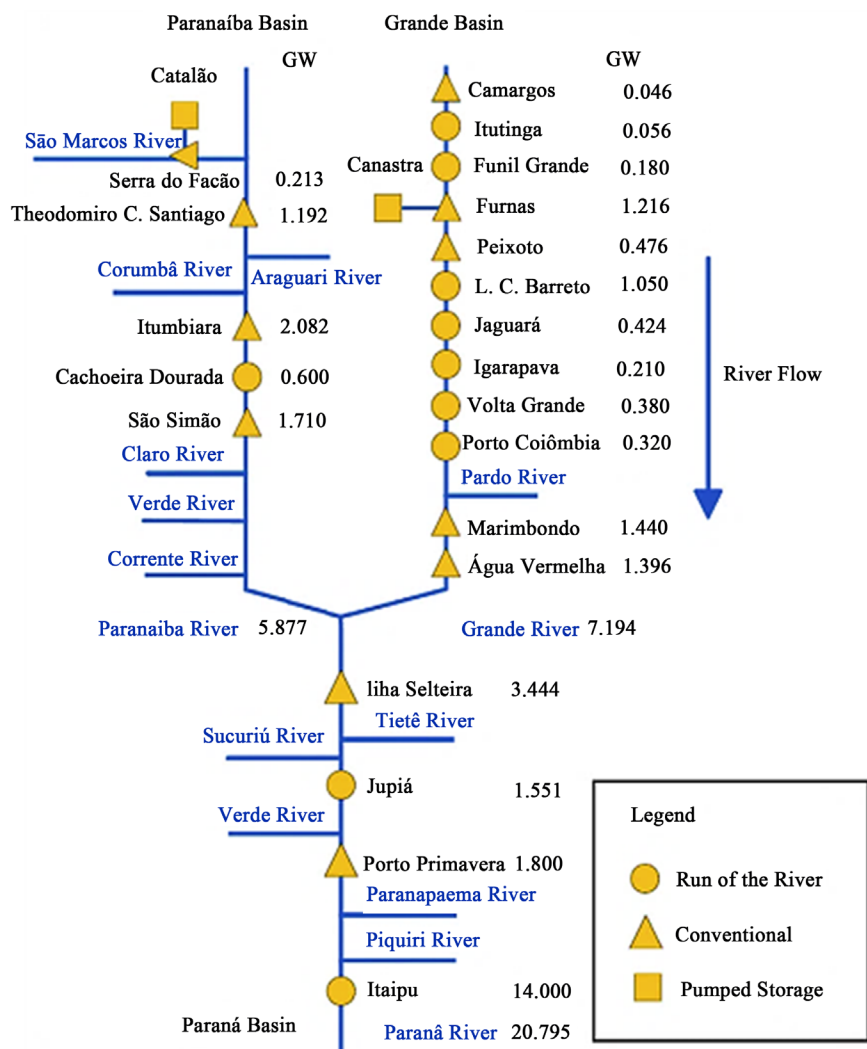 Paranaíba Basin
Grande Basin
GW
GW
Catalão
São Marcos River
Serra do Facão 0.213
Theodomiro C. Santiago 1.192
Corumbâ River
Araguari River
Itumbiara 2.082
Cachoeira Dourada 0.600
São Simão 1.710
Claro River
Verde River
Corrente River
Paranaiba River 5.877
Camargos 0.046
Itutinga 0.056
Canastra
Funil Grande 0.180
Furnas 1.216
Peixoto 0.476
L. C. Barreto 1.050
Jaguará 0.424
Igarapava 0.210
Volta Grande 0.380
Porto Coiômbia 0.320
Pardo River
Marimbondo 1.440
Água Vermelha 1.396
Grande River 7.194
River Flow
liha Selteira 3.444
Tietê River
Sucuriú River
Jupiá 1.551
Verde River
Porto Primavera 1.800
Paranapaema River
Piquiri River
Itaipu 14.000
Paraná Basin
Paranâ River 20.795
Legend
Run of the River
Conventional
Pumped Storage